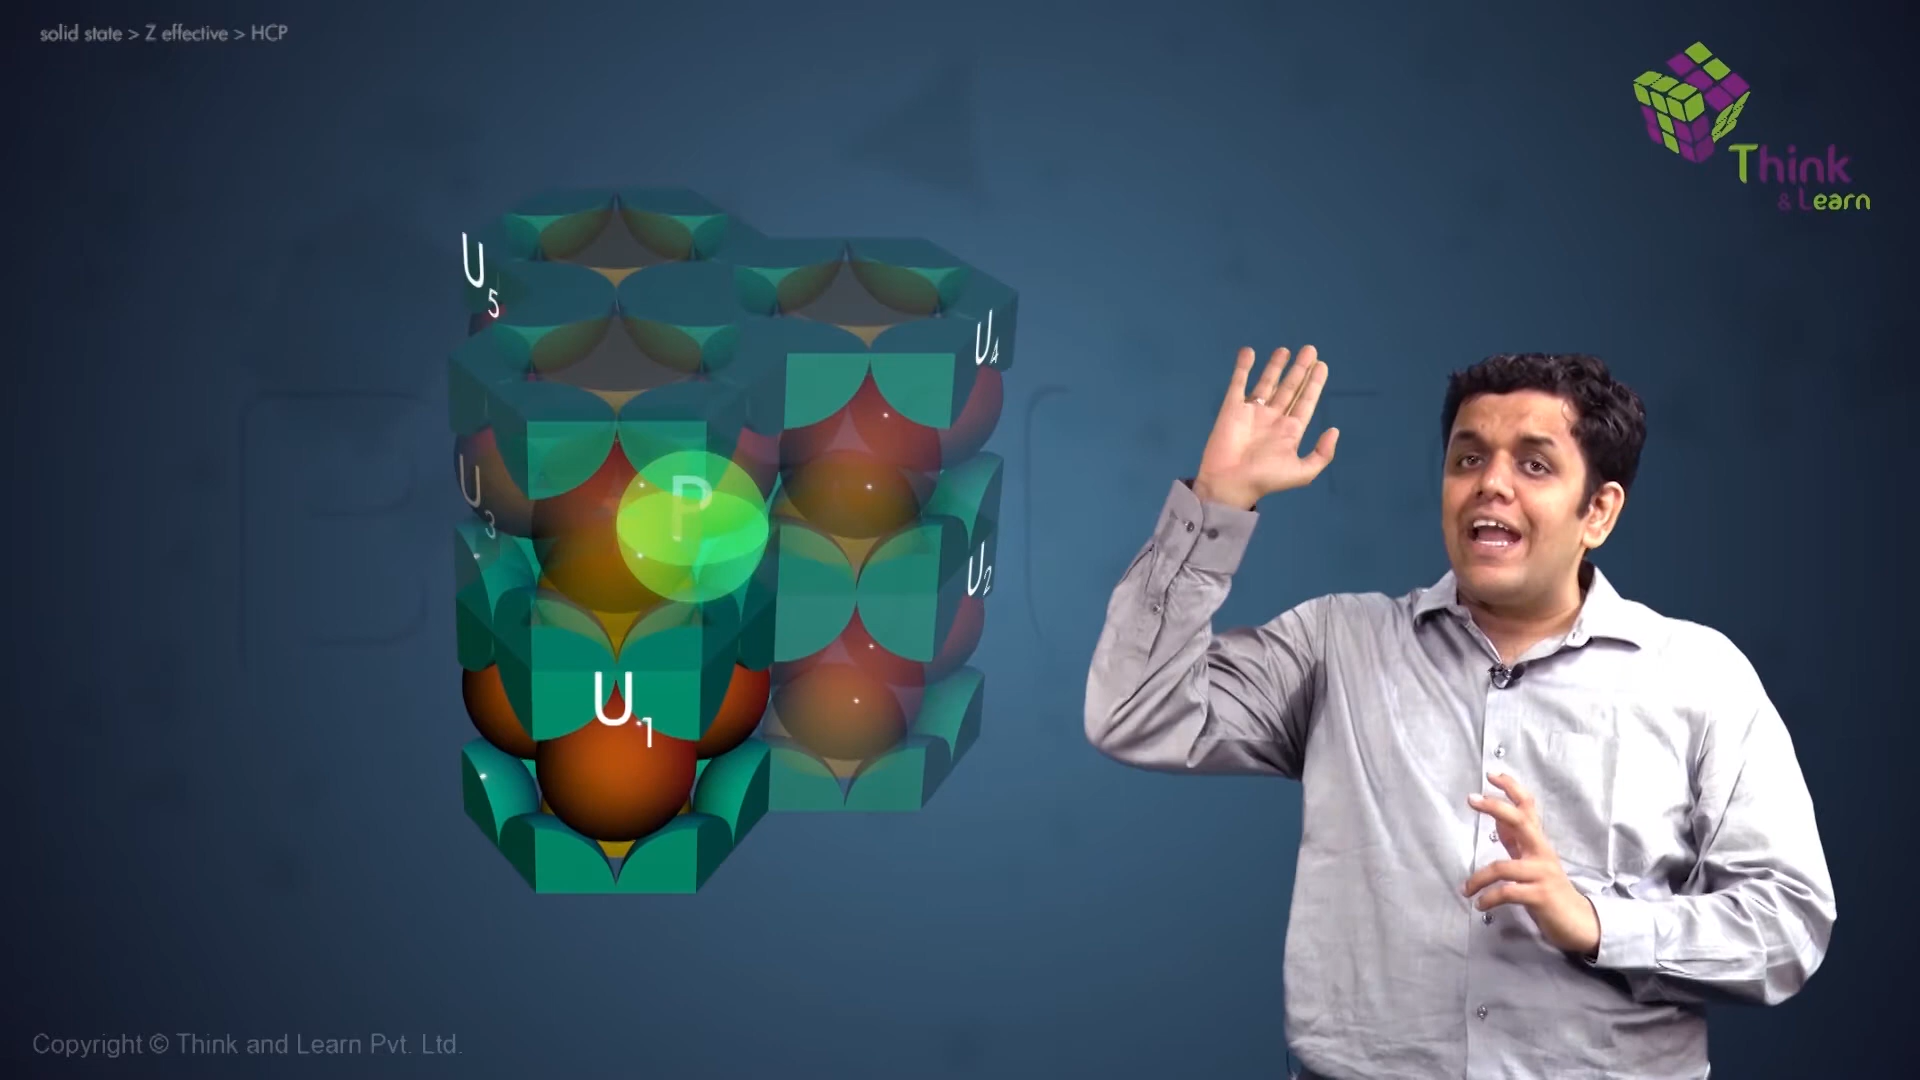 solid state > Z effective > HCP
Think
& Learn
U5
U4
U3
P
U2
U1
Copyright © Think and Learn Pvt. Ltd.